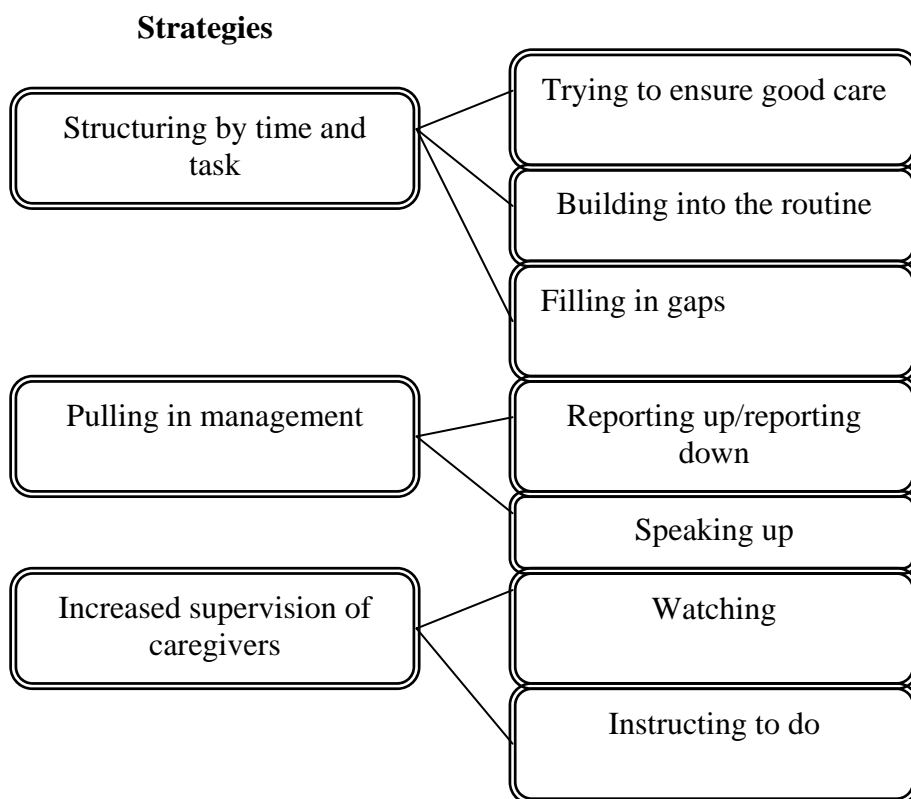 Strategies
Structuring by time and
task
Trying to ensure good care
Building into the routine
Filling in gaps
Pulling in management
Reporting up/reporting
down
Speaking up
Increased supervision of
caregivers
Watching
Instructing to do